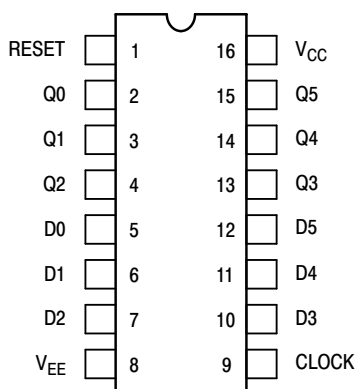 RESET 1 16 VCC
Q0 2 15 Q5
Q1 3 14 Q4
Q2 4 13 Q3
D0 5 12 D5
D1 6 11 D4
D2 7 10 D3
VEE 8 9 CLOCK